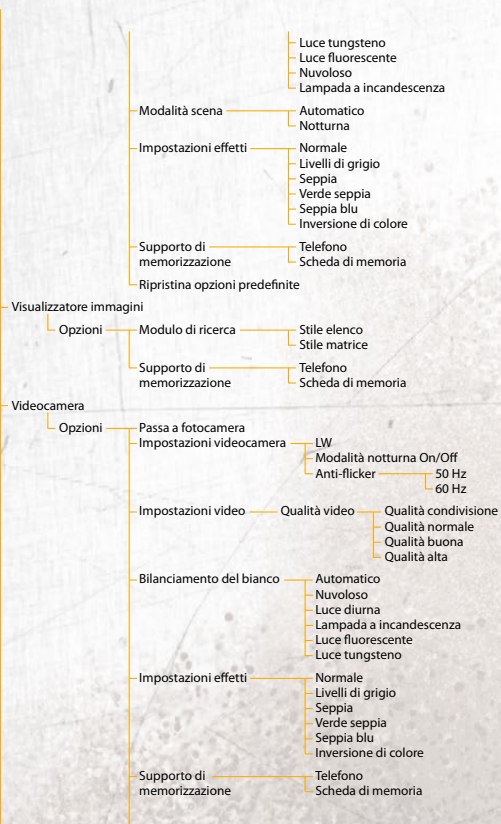 Luce tungsteno
Luce fluorescente
Nuvoloso
Lampada a incandescenza
Modalità scena
Automatico
Notturna
Impostazioni effetti
Normale
Livelli di grigio
Seppia
Verde seppia
Seppia blu
Inversione di colore
Supporto di
memorizzazione
Telefono
Scheda di memoria
Ripristina opzioni predefinite
Visualizzatore immagini
Opzioni
Modulo di ricerca
Stile elenco
Stile matrice
Supporto di
memorizzazione
Telefono
Scheda di memoria
Videocamera
Opzioni
Passa a fotocamera
Impostazioni videocamera
LW
Modalità notturna On/Off
Anti-flicker
50 Hz
60 Hz
Impostazioni video
Qualità video
Qualità condivisione
Qualità normale
Qualità buona
Qualità alta
Bilanciamento del bianco
Automatico
Nuvoloso
Luce diurna
Lampada a incandescenza
Luce fluorescente
Luce tungsteno
Impostazioni effetti
Normale
Livelli di grigio
Seppia
Verde seppia
Seppia blu
Inversione di colore
Supporto di
memorizzazione
Telefono
Scheda di memoria